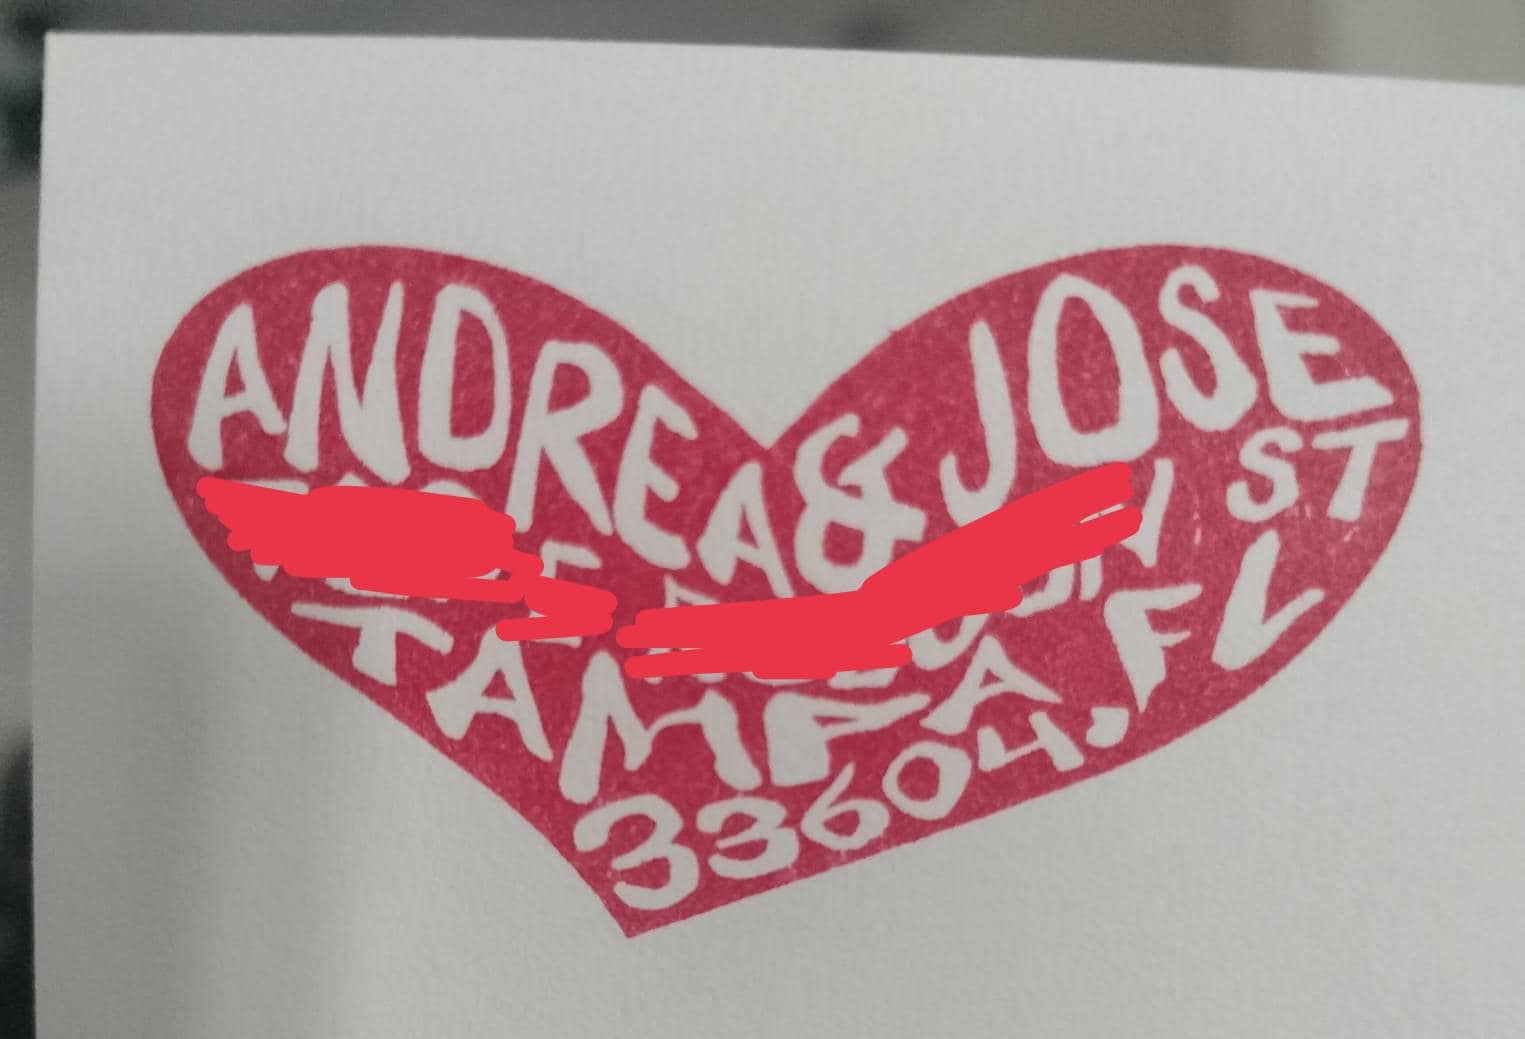 ANDREA & JOSE
ST
TAMPA, FL
33604